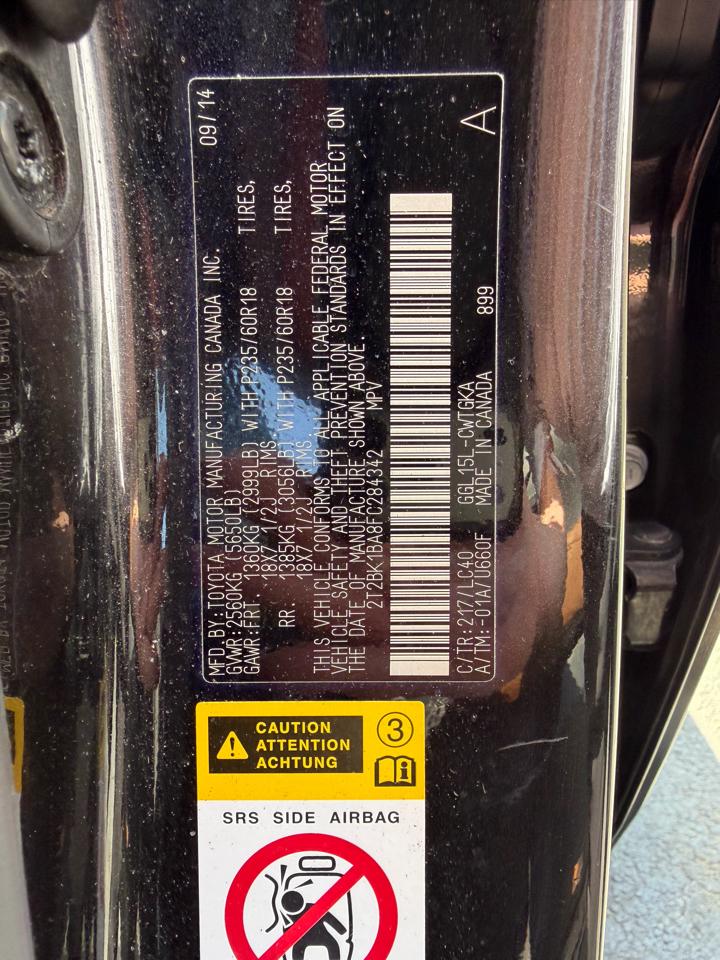 MFD.BY:TOYOTA MOTOR MANUFACTURING CANADA INC. 09/14
GVWR:2560KG(5650LB)
GAWR:FRT. 1360KG (2999LB) WITH P235/60R18 TIRES,
18X7 1/2J RIMS
RR. 1385KG (3056LB) WITH P235/60R18 TIRES,
18X7 1/2J RIMS
THIS VEHICLE CONFORMS TO APPLICABLE FEDERAL MOTOR
VEHICLE SAFETY AND THEFT PREVENTION STANDARDS IN EFFECT ON
THE DATE OF MANUFACTURE SHOWN ABOVE.
2T2BK1BA8FC284342 MPV
C/TR:217/LC40 GGL15L-CWTGKA
A/TM:-01A/U660F MADE IN CANADA 899
A
CAUTION
ATTENTION
ACHTUNG
3
SRS SIDE AIRBAG